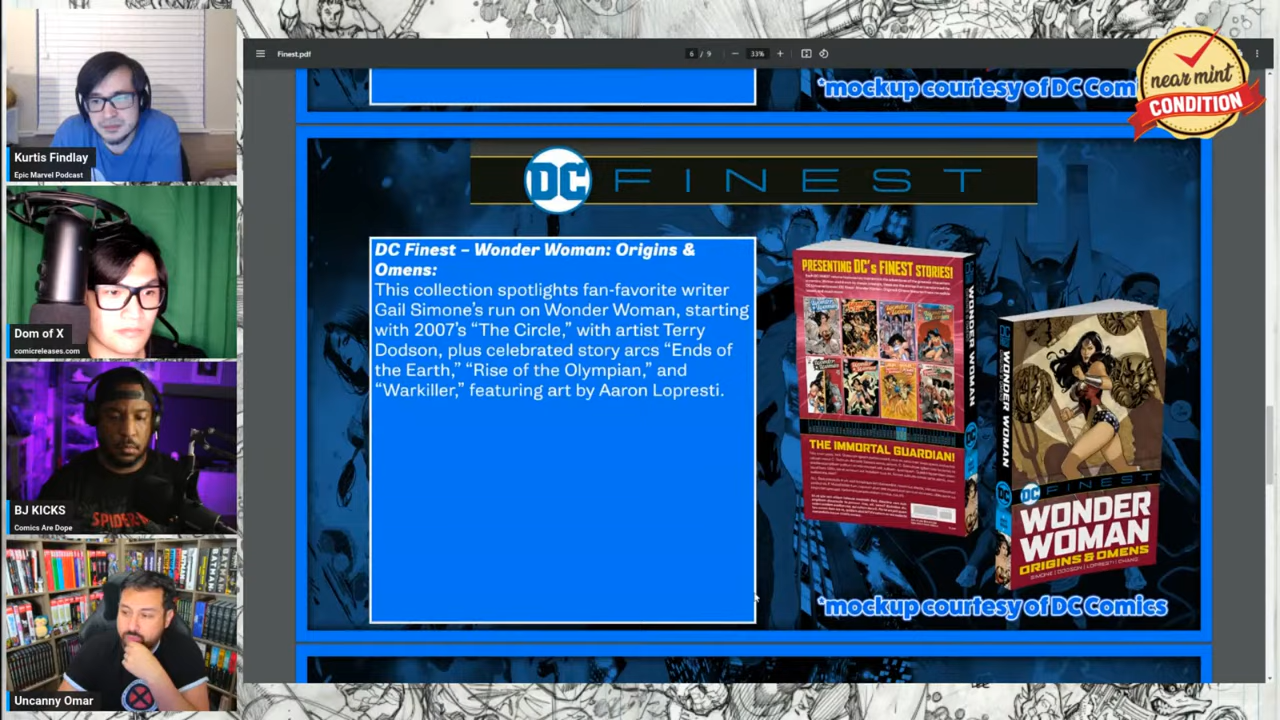 Kurtis Findlay
Epic Marvel Podcast
Dom of X
comicreleases.com
BJ KICKS
Comics Are Dope
Uncanny Omar
Finest.pdf
6 / 9
33%
near mint
CONDITION
*mockup courtesy of DC Com
DC FINEST
DC Finest – Wonder Woman: Origins &
Omens:
This collection spotlights fan-favorite writer
Gail Simone's run on Wonder Woman, starting
with 2007's “The Circle,” with artist Terry
Dodson, plus celebrated story arcs “Ends of
the Earth,” “Rise of the Olympian,” and
“Warkiller,” featuring art by Aaron Lopresti.
PRESENTING DC's FINEST STORIES!
THE IMMORTAL GUARDIAN!
WONDER WOMAN
WONDER WOMAN
DC FINEST
WONDER
WOMAN
ORIGINS & OMENS
SIMONE | DODSON | LOPRESTI | CHANG
*mockup courtesy of DC Comics